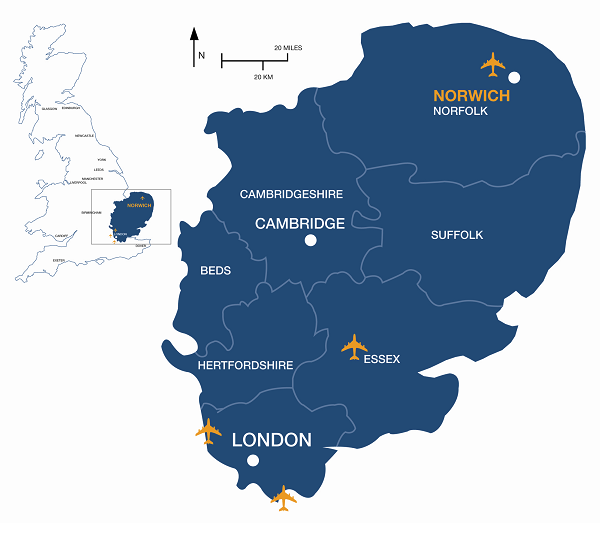 N
20 MILES
20 KM
GLASGOW
EDINBURGH
NEWCASTLE
YORK
LEEDS
MANCHESTER
LIVERPOOL
BIRMINGHAM
NORWICH
LONDON
CARDIFF
DOVER
EXETER
NORWICH
NORFOLK
CAMBRIDGESHIRE
CAMBRIDGE
SUFFOLK
BEDS
HERTFORDSHIRE
ESSEX
LONDON